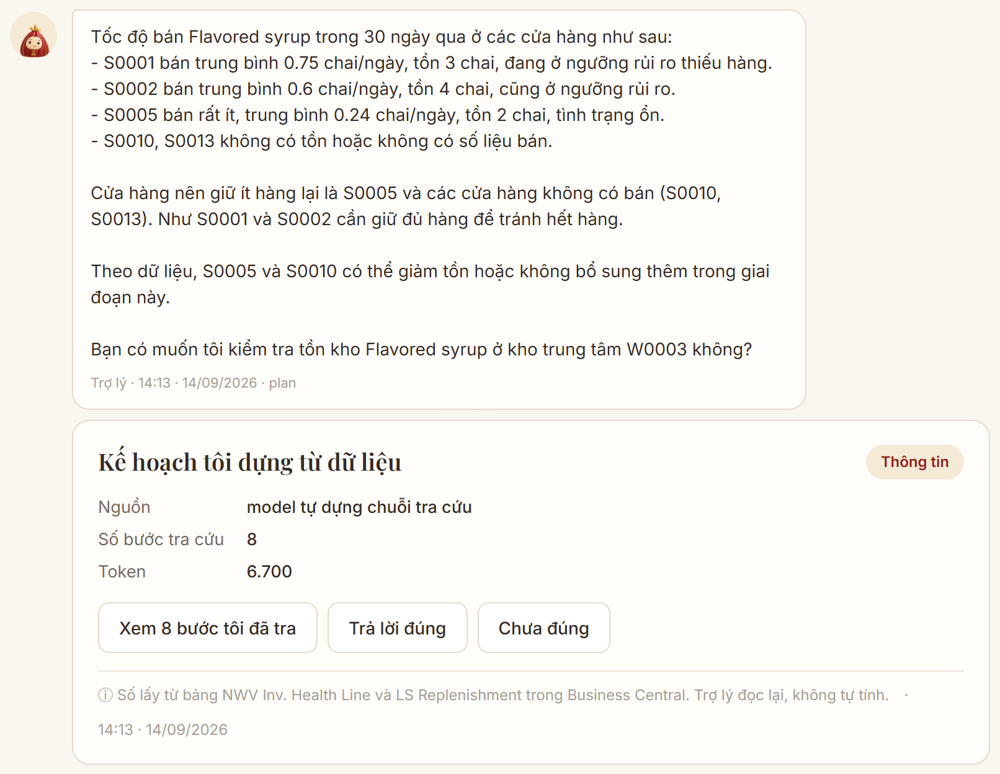 Tốc độ bán Flavored syrup trong 30 ngày qua ở các cửa hàng như sau:
- S0001 bán trung bình 0.75 chai/ngày, tồn 3 chai, đang ở ngưỡng rủi ro thiếu hàng.
- S0002 bán trung bình 0.6 chai/ngày, tồn 4 chai, cũng ở ngưỡng rủi ro.
- S0005 bán rất ít, trung bình 0.24 chai/ngày, tồn 2 chai, tình trạng ổn.
- S0010, S0013 không có tồn hoặc không có số liệu bán.
Cửa hàng nên giữ ít hàng lại là S0005 và các cửa hàng không có bán (S0010,
S0013). Như S0001 và S0002 cần giữ đủ hàng để tránh hết hàng.
Theo dữ liệu, S0005 và S0010 có thể giảm tồn hoặc không bổ sung thêm trong giai
đoạn này.
Bạn có muốn tôi kiểm tra tồn kho Flavored syrup ở kho trung tâm W0003 không?
Trợ lý · 14:13 · 14/09/2026 · plan
Kế hoạch tôi dựng từ dữ liệu
Thông tin
Nguồn model tự dựng chuỗi tra cứu
Số bước tra cứu 8
Token 6.700
Xem 8 bước tôi đã tra
Trả lời đúng
Chưa đúng
ⓘ Số lấy từ bảng NWV Inv. Health Line và LS Replenishment trong Business Central. Trợ lý đọc lại, không tự tính. ·
14:13 · 14/09/2026